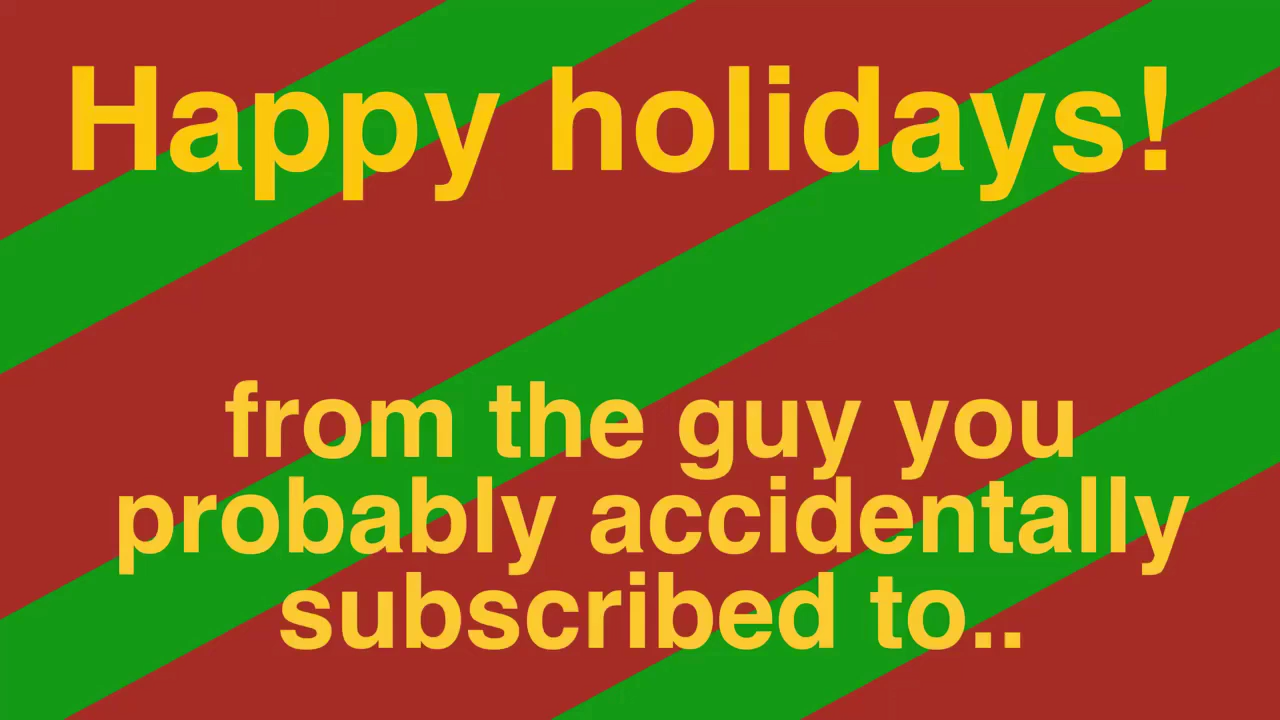 Happy holidays!
from the guy you
probably accidentally
subscribed to..